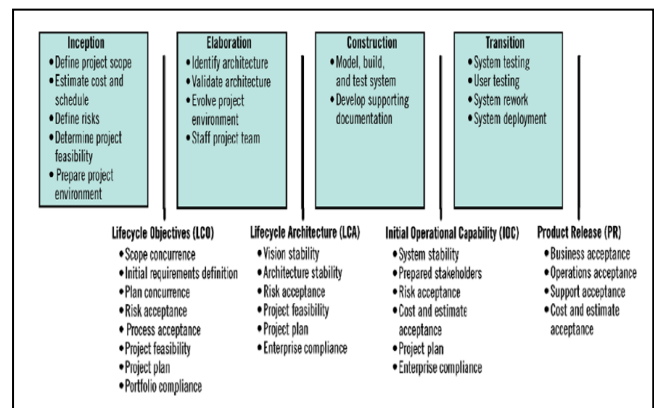 Inception
• Define project scope
• Estimate cost and
schedule
• Define risks
• Determine project
feasibility
• Prepare project
environment
Elaboration
• Identify architecture
• Validate architecture
• Evolve project
environment
• Staff project team
Construction
• Model, build,
and test system
• Develop supporting
documentation
Transition
• System testing
• User testing
• System rework
• System deployment
Lifecycle Objectives (LCO)
• Scope concurrence
• Initial requirements definition
• Plan concurrence
• Risk acceptance
• Process acceptance
• Project feasibility
• Project plan
• Portfolio compliance
Lifecycle Architecture (LCA)
• Vision stability
• Architecture stability
• Risk acceptance
• Project feasibility
• Project plan
• Enterprise compliance
Initial Operational Capability (IOC)
• System stability
• Prepared stakeholders
• Risk acceptance
• Cost and estimate
acceptance
• Project plan
• Enterprise compliance
Product Release (PR)
• Business acceptance
• Operations acceptance
• Support acceptance
• Cost and estimate
acceptance